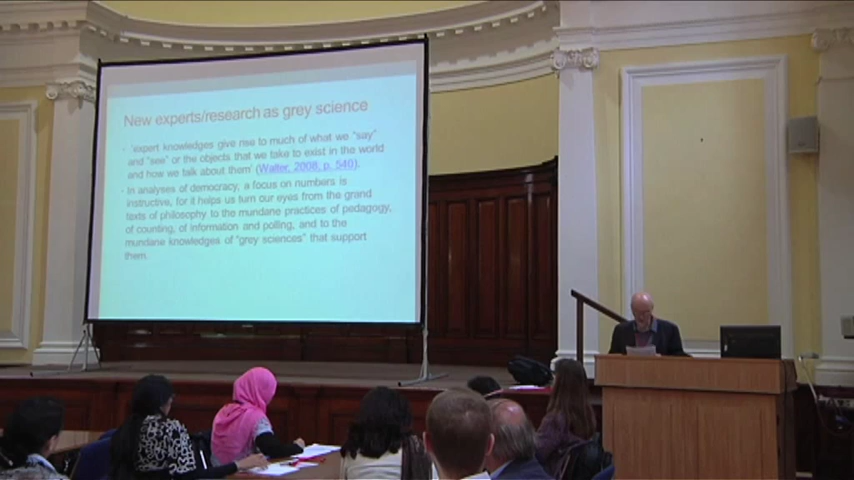 New experts/research as grey science
• 'expert knowledges give rise to much of what we "say"
and "see" or the objects that we take to exist in the world
and how we talk about them' (Walter, 2008, p. 540).
• In analyses of democracy, a focus on numbers is
instructive, for it helps us turn our eyes from the grand
texts of philosophy to the mundane practices of pedagogy,
of counting, of information and polling, and to the
mundane knowledges of "grey sciences" that support
them.